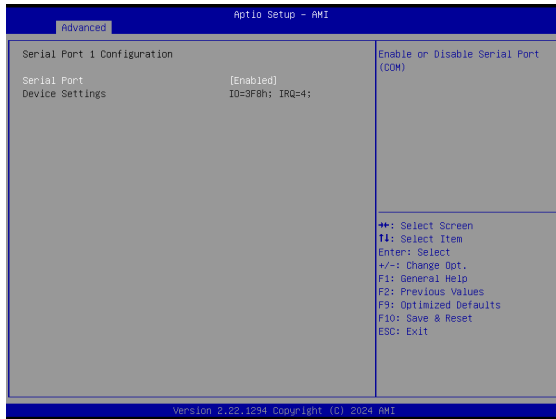 Aptio Setup – AMI
Advanced
Serial Port 1 Configuration
Serial Port [Enabled]
Device Settings IO=3F8h; IRQ=4;
Enable or Disable Serial Port
(COM)
→←: Select Screen
↑↓: Select Item
Enter: Select
+/-: Change Opt.
F1: General Help
F2: Previous Values
F9: Optimized Defaults
F10: Save & Reset
ESC: Exit
Version 2.22.1294 Copyright (C) 2024 AMI